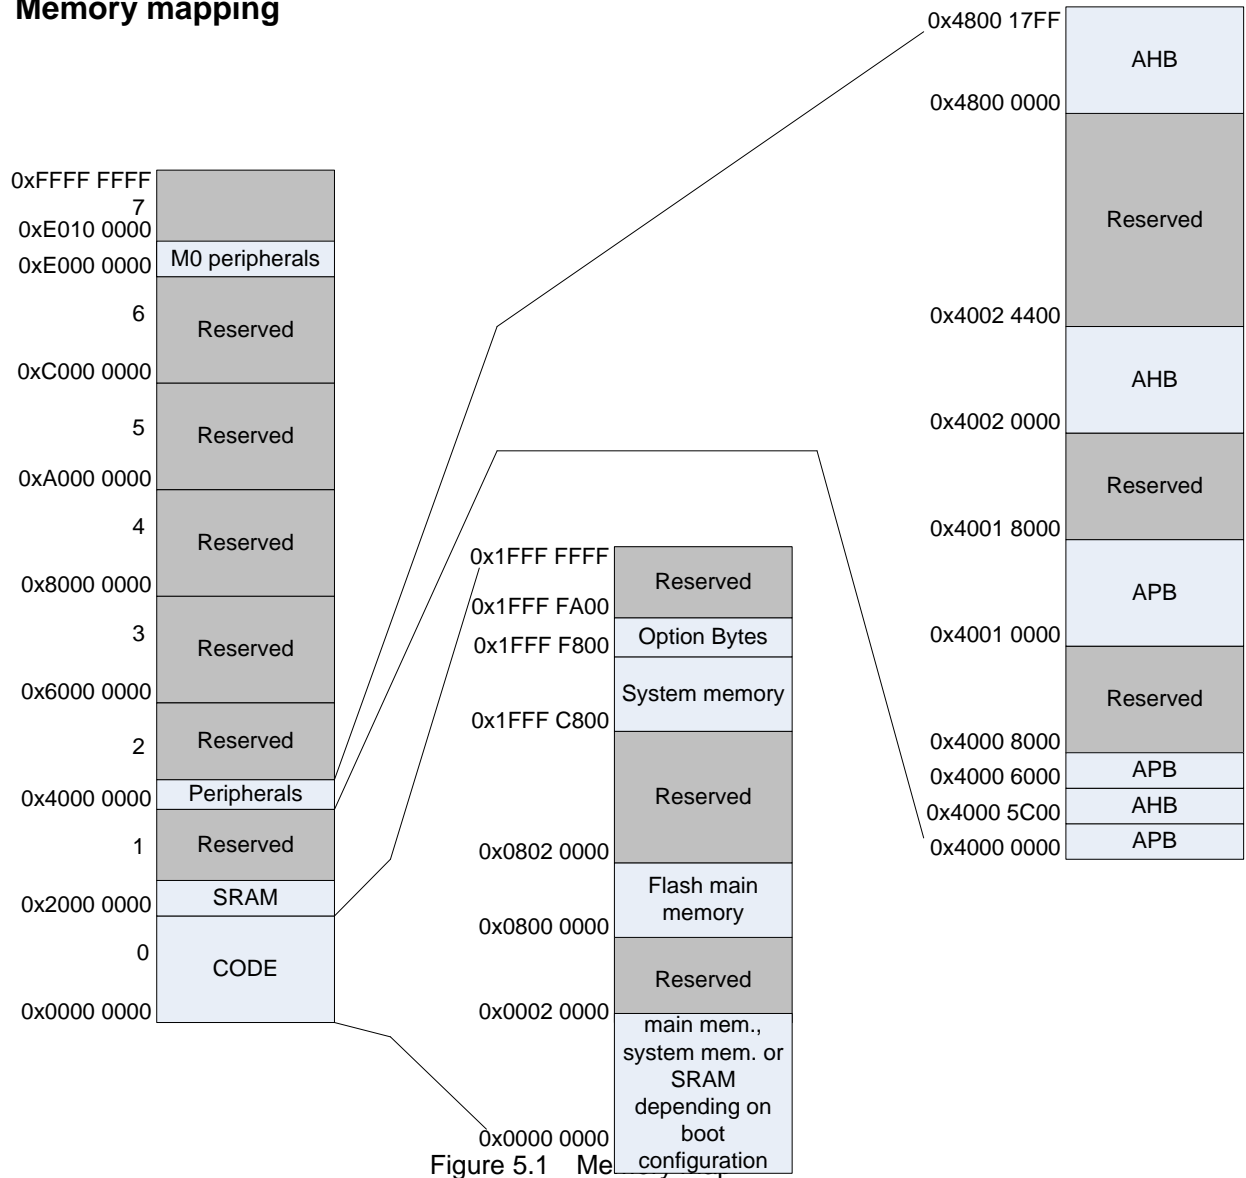 Memory mapping
0xFFFF FFFF
7
0xE010 0000
M0 peripherals
0xE000 0000
6
Reserved
0xC000 0000
5
Reserved
0xA000 0000
4
Reserved
0x8000 0000
3
Reserved
0x6000 0000
2
Reserved
Peripherals
0x4000 0000
1
Reserved
SRAM
0x2000 0000
0
CODE
0x0000 0000
0x1FFF FFFF
Reserved
0x1FFF FA00
Option Bytes
0x1FFF F800
System memory
0x1FFF C800
Reserved
0x0802 0000
Flash main
memory
0x0800 0000
Reserved
0x0002 0000
main mem.,
system mem. or
SRAM
depending on
boot
configuration
0x0000 0000
0x4800 17FF
AHB
0x4800 0000
Reserved
0x4002 4400
AHB
0x4002 0000
Reserved
0x4001 8000
APB
0x4001 0000
Reserved
0x4000 8000
APB
0x4000 6000
AHB
0x4000 5C00
APB
0x4000 0000
Figure 5.1